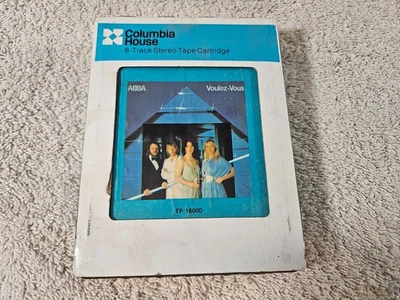 Columbia
House
8-Track Stereo Tape Cartridge
ABBA Voulez-Vous
TP 16000